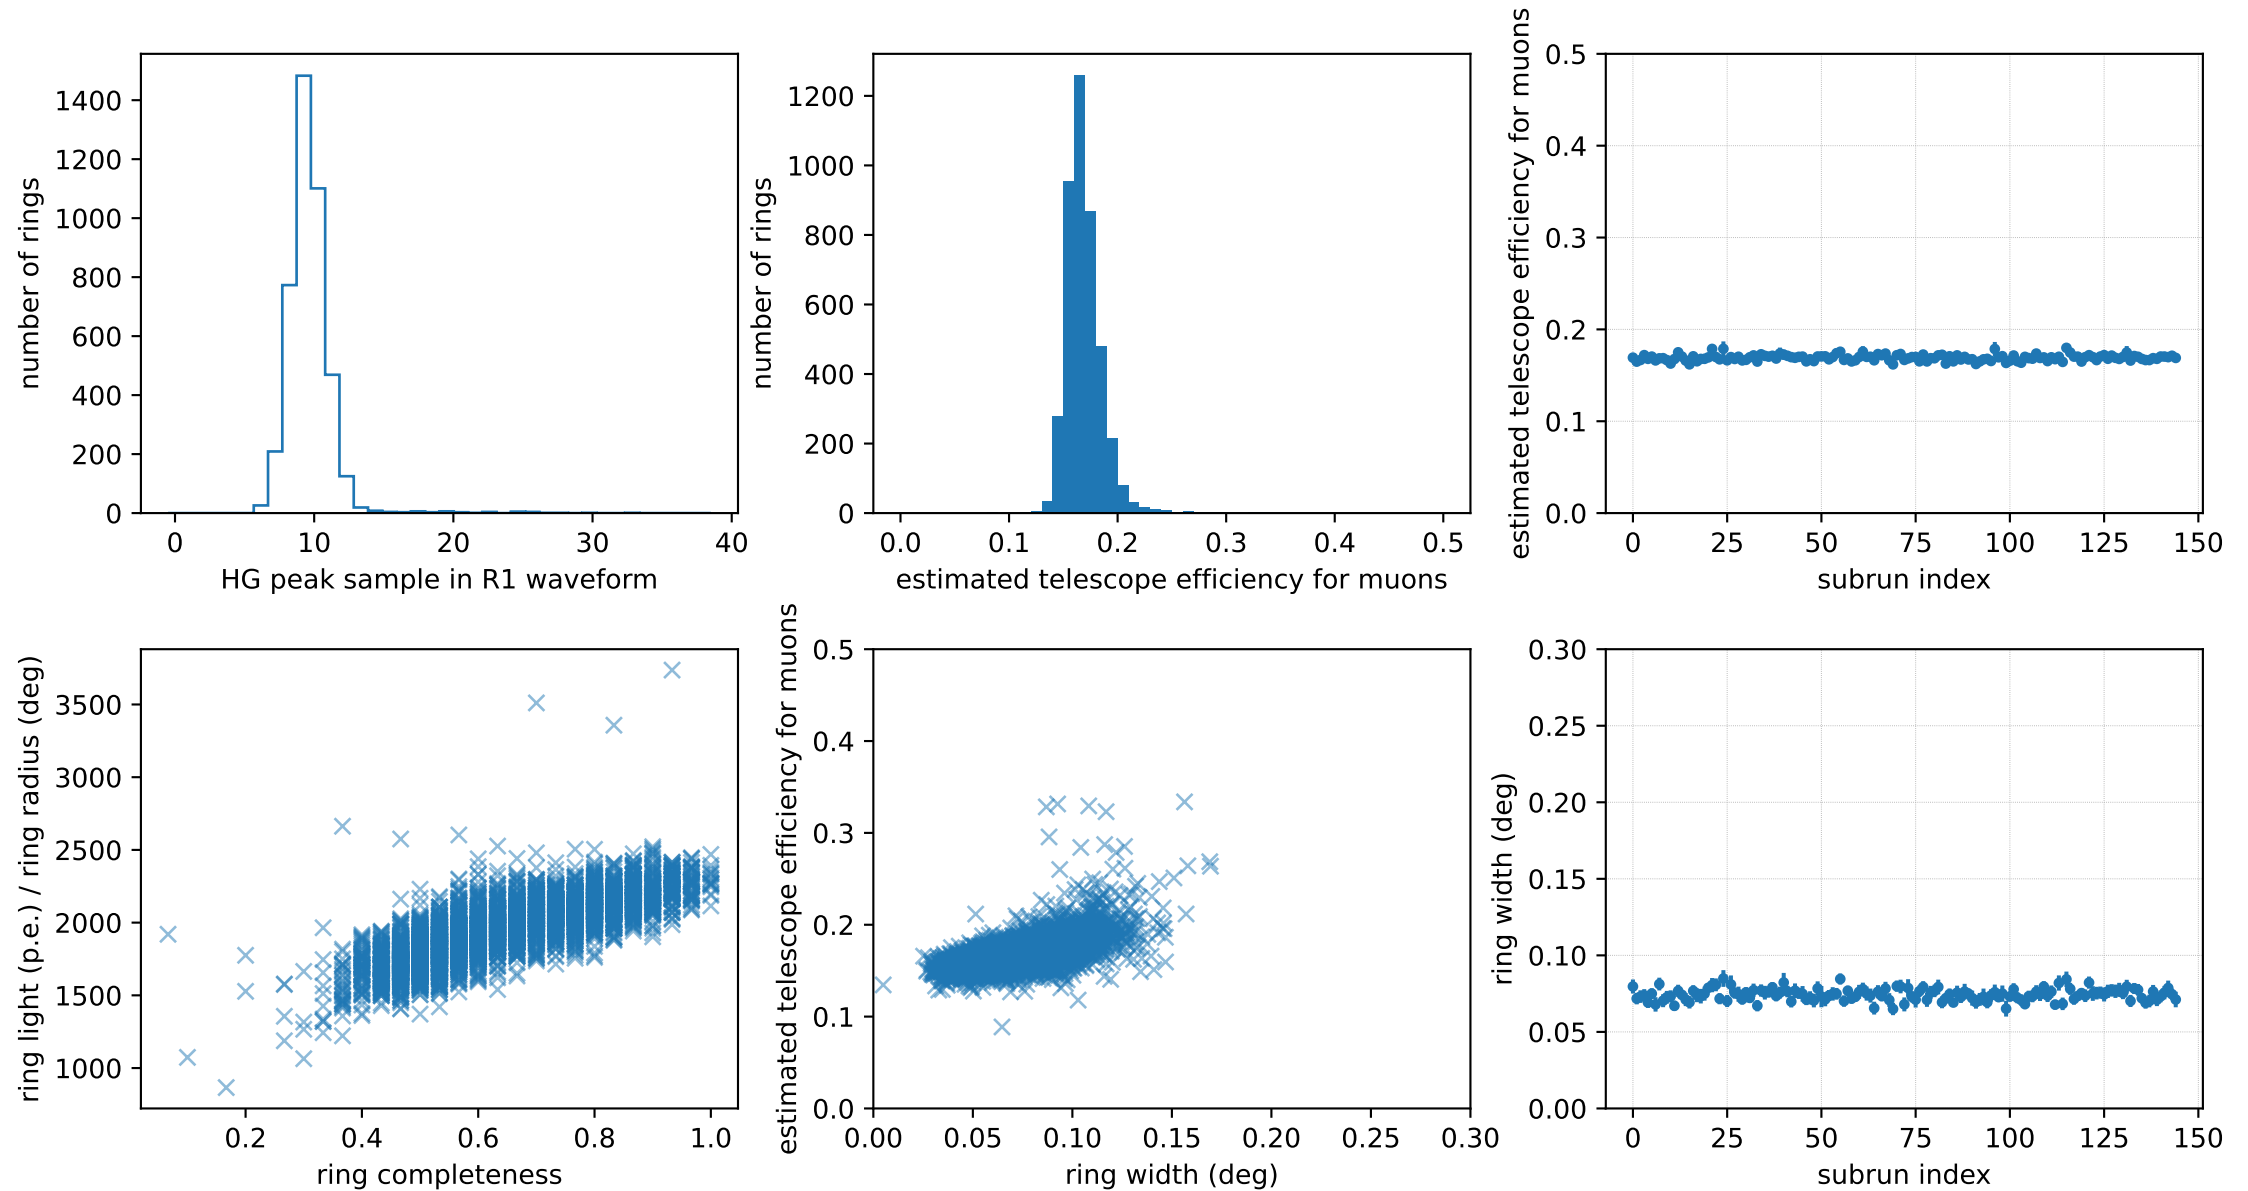 number of rings
1400
1200
1000
800
600
400
200
0
0 10 20 30 40
HG peak sample in R1 waveform
number of rings
1200
1000
800
600
400
200
0
0.0 0.1 0.2 0.3 0.4 0.5
estimated telescope efficiency for muons
estimated telescope efficiency for muons
0.5
0.4
0.3
0.2
0.1
0.0
0 25 50 75 100 125 150
subrun index
ring light (p.e.) / ring radius (deg)
3500
3000
2500
2000
1500
1000
0.2 0.4 0.6 0.8 1.0
ring completeness
estimated telescope efficiency for muons
0.5
0.4
0.3
0.2
0.1
0.0
0.00 0.05 0.10 0.15 0.20 0.25 0.30
ring width (deg)
ring width (deg)
0.30
0.25
0.20
0.15
0.10
0.05
0.00
0 25 50 75 100 125 150
subrun index